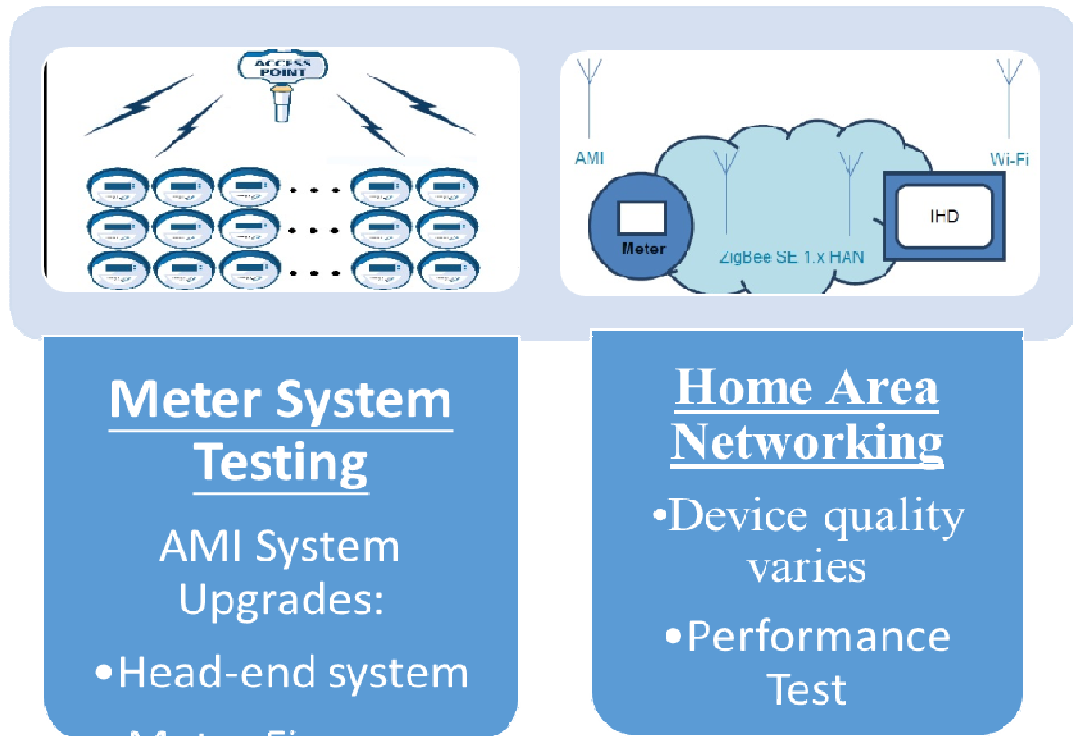 ACCESS
POINT
AMI
Wi-Fi
IHD
Meter
ZigBee SE 1.x HAN
Meter System
Testing
AMI System
Upgrades:
•Head-end system
Home Area
Networking
•Device quality
varies
•Performance
Test